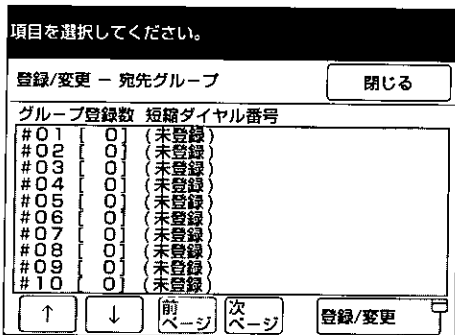 項目を選択してください。
登録/変更 － 宛先グループ 閉じる
グループ登録数 短縮ダイヤル番号
#01 [ 0] (未登録)
#02 [ 0] (未登録)
#03 [ 0] (未登録)
#04 [ 0] (未登録)
#05 [ 0] (未登録)
#06 [ 0] (未登録)
#07 [ 0] (未登録)
#08 [ 0] (未登録)
#09 [ 0] (未登録)
#10 [ 0] (未登録)
↑ ↓ 前ページ 次ページ 登録/変更